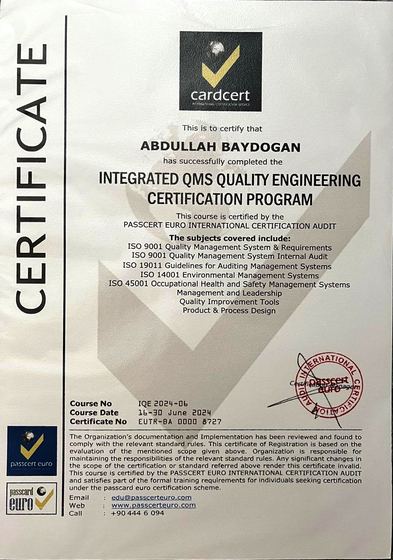 CERTIFICATE
cardcert
This is to certify that
ABDULLAH BAYDOGAN
has successfully completed the
INTEGRATED QMS QUALITY ENGINEERING
CERTIFICATION PROGRAM
This course is certified by the
PASSCERT EURO INTERNATIONAL CERTIFICATION AUDIT
The subjects covered include:
ISO 9001 Quality Management System & Requirements
ISO 9001 Quality Management System Internal Audit
ISO 19011 Guidelines for Auditing Management Systems
ISO 14001 Environmental Management Systems
ISO 45001 Occupational Health and Safety Management Systems
Management and Leadership
Quality Improvement Tools
Product & Process Design
INTERNATIONAL CERTIFICATION AUDIT
passcert
euro
Course No IQE 2024-06
Course Date 16-30 June 2024
Certificate No EUTR-BA 0000 8727
The Organization's documentation and Implementation has been reviewed and found to
comply with the relevant standard rules. This certificate of Registration is based on the
evaluation of the mentioned scope given above. Organization is responsible for
maintaining the responsibilities of the relevant standard rules. Any significant changes in
the scope of the certification or standard referred above render this certificate invalid.
This course is certified by the PASSCERT EURO INTERNATIONAL CERTIFICATION AUDIT
and satisfies part of the formal training requirements for individuals seeking certification
under the passcard euro certification scheme.
Email : edu@passcerteuro.com
Web : www.passcerteuro.com
Call : +90 444 6 094
passcert euro
passcard
euro